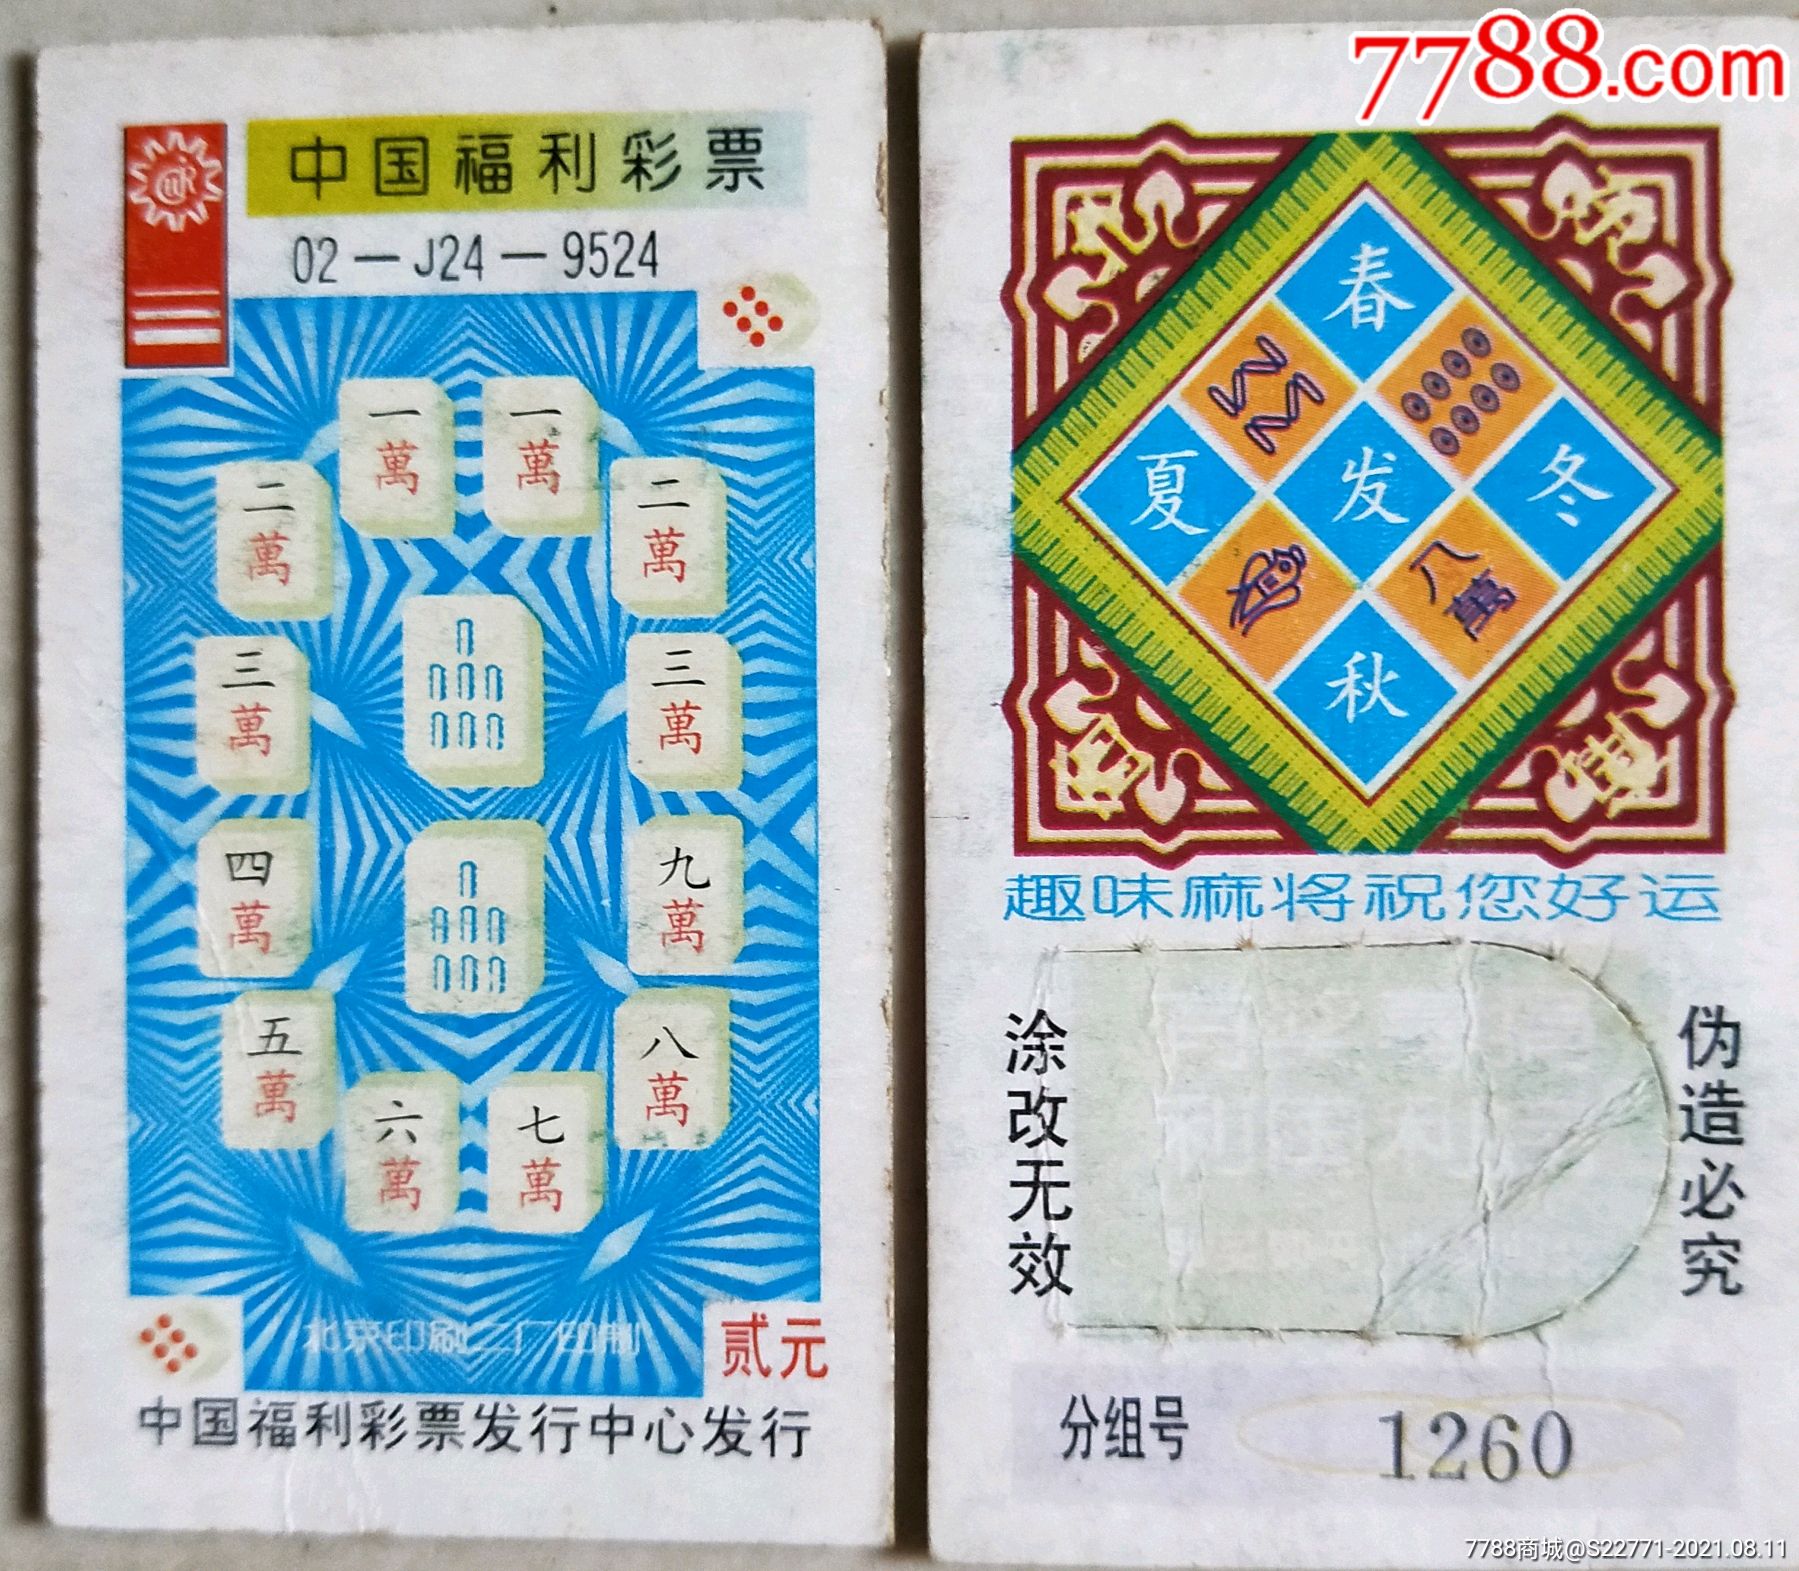 7788.com
中国福利彩票
02—J24—9524
一萬
一萬
二萬
二萬
三萬
三萬
四萬
九萬
五萬
八萬
六萬
七萬
北京印刷二厂印制
贰元
中国福利彩票发行中心发行
春
夏
发
冬
八萬
秋
趣味麻将祝您好运
涂改无效
伪造必究
分组号
1260
7788商城@S22771-2021.08.11